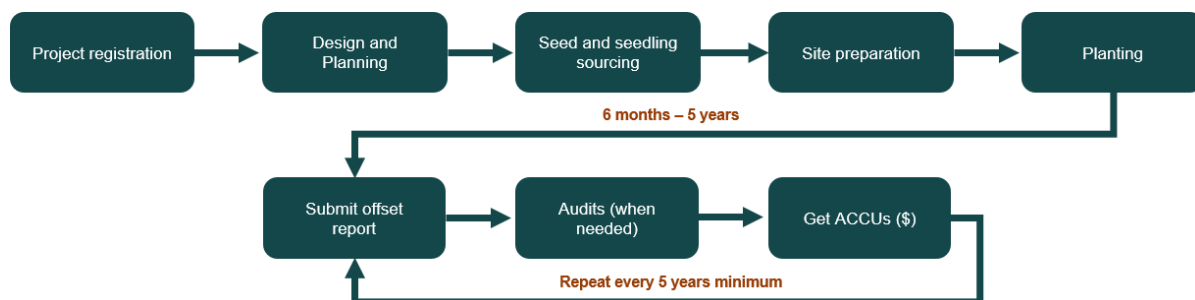 Project registration
Design and
Planning
Seed and seedling
sourcing
Site preparation
Planting
6 months – 5 years
Submit offset
report
Audits (when
needed)
Get ACCUs ($)
Repeat every 5 years minimum